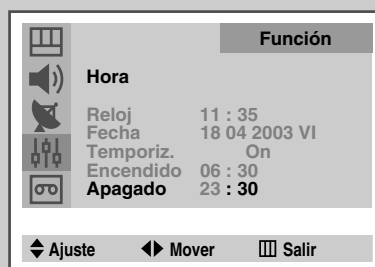 Función
Hora
Reloj 11 : 35
Fecha 18 04 2003 VI
Temporiz. On
Encendido 06 : 30
Apagado 23 : 30
Ajuste Mover Salir